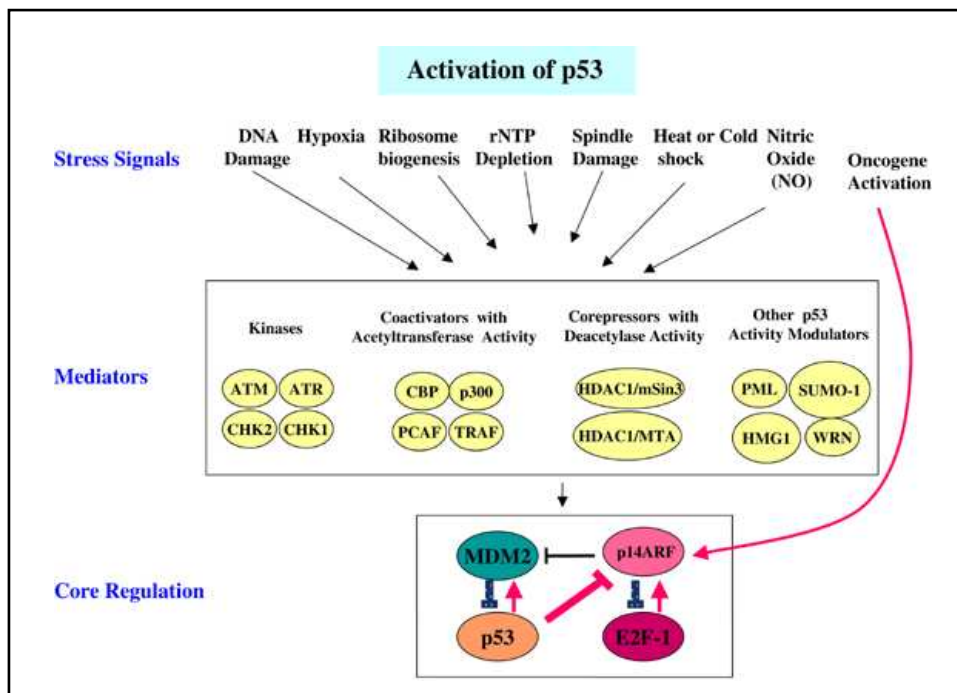 Activation of p53
Stress Signals
DNA
Damage
Hypoxia
Ribosome
biogenesis
rNTP
Depletion
Spindle
Damage
Heat or Cold
shock
Nitric
Oxide
(NO)
Oncogene
Activation
Mediators
Kinases
ATM ATR
CHK2 CHK1
Coactivators with
Acetyltransferase Activity
CBP p300
PCAF TRAF
Corepressors with
Deacetylase Activity
HDAC1/mSin3
HDAC1/MTA
Other p53
Activity Modulators
PML SUMO-1
HMG1 WRN
Core Regulation
MDM2 p14ARF
p53 E2F-1